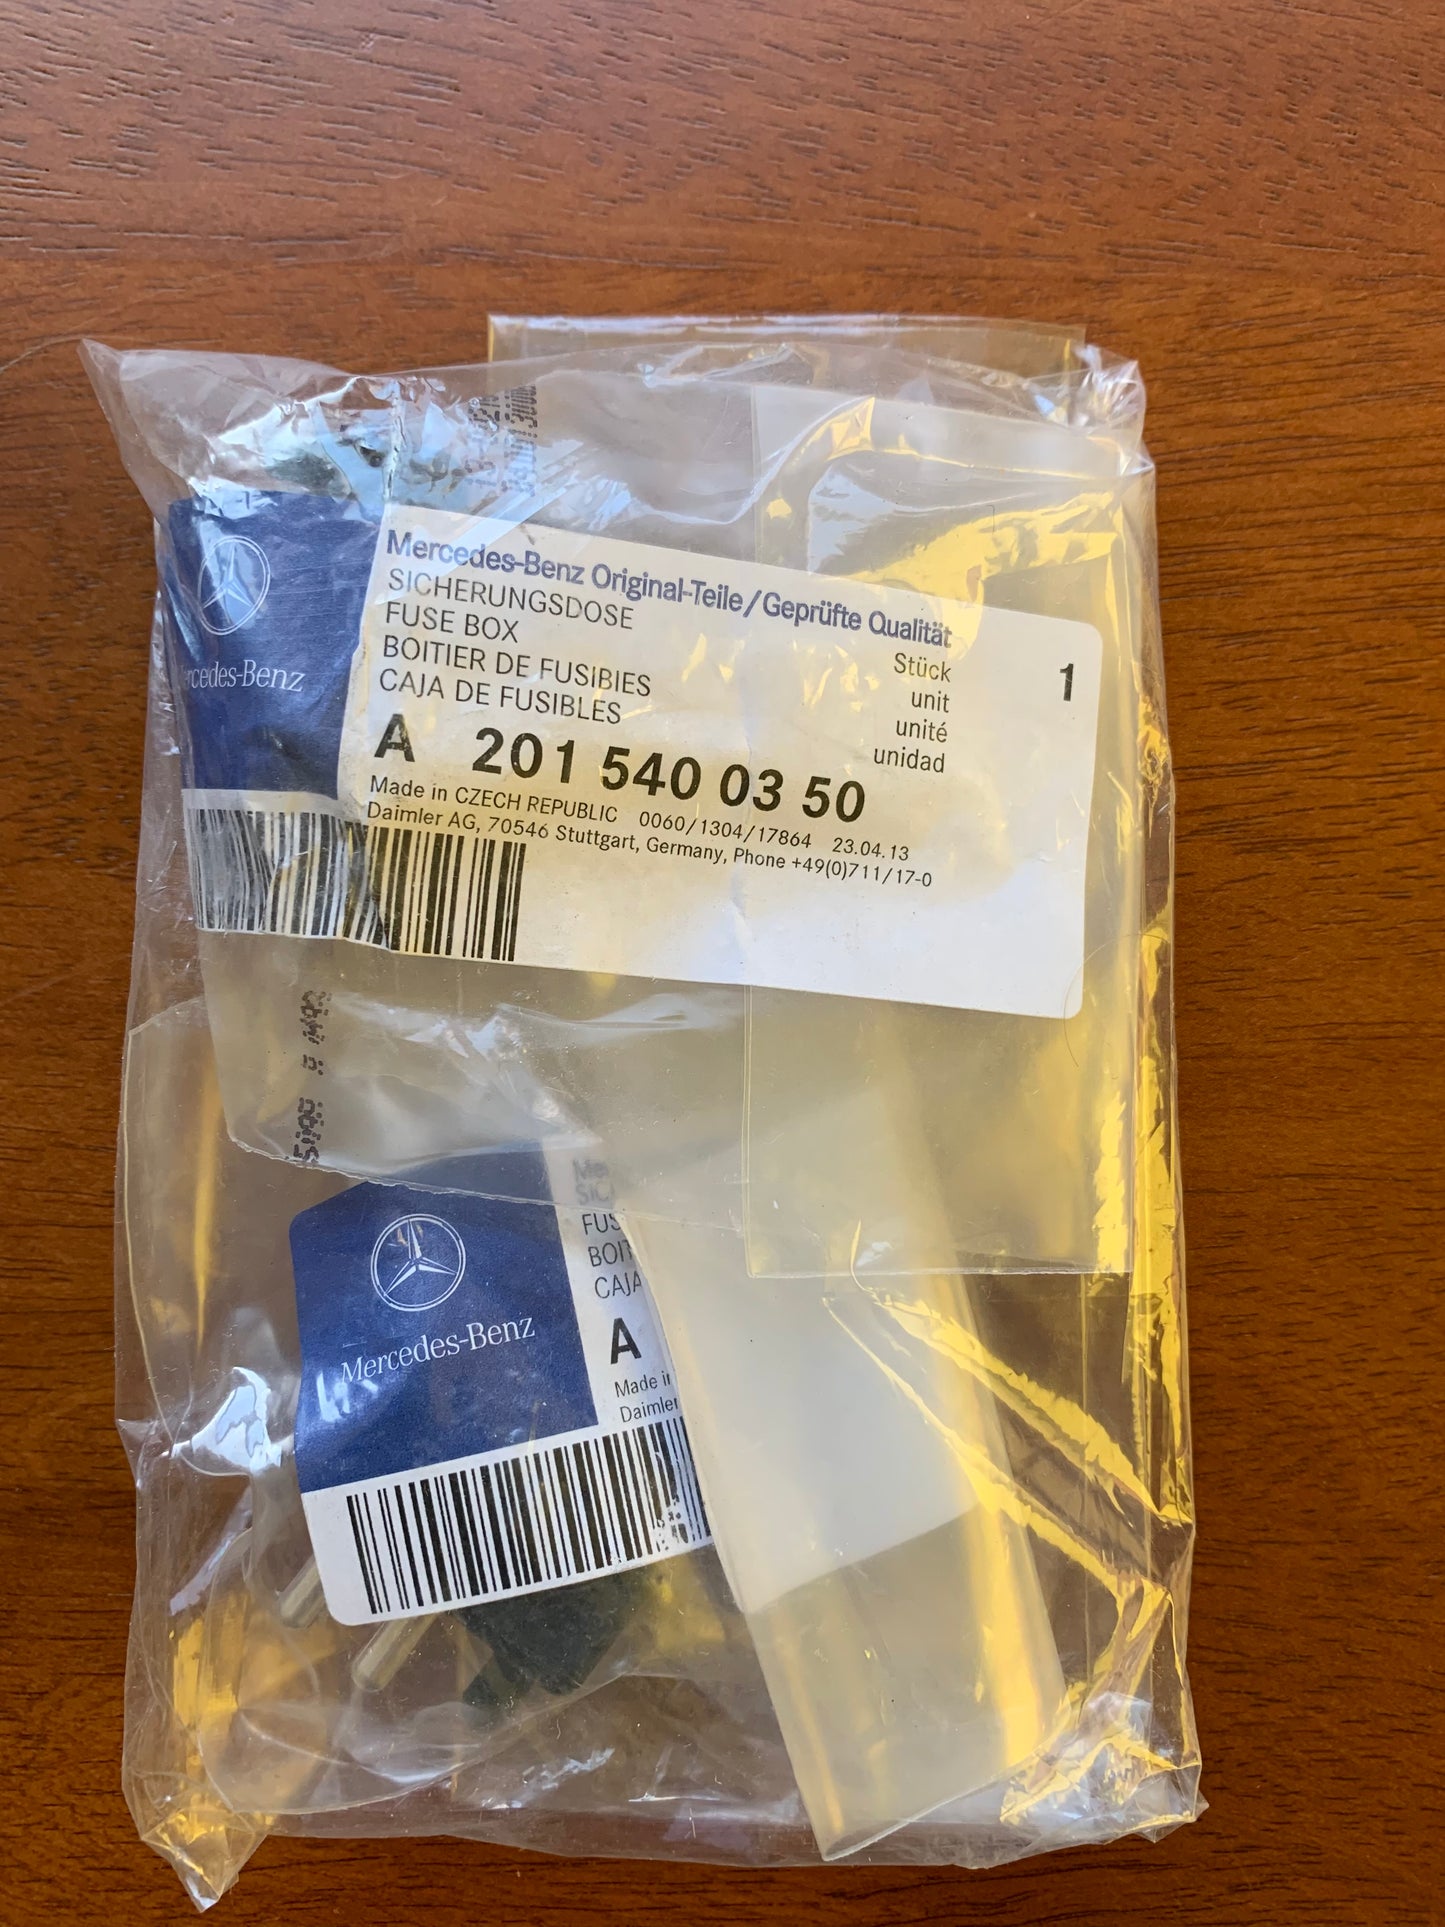 Mercedes-Benz
Mercedes-Benz Original-Teile/Geprüfte Qualität
SICHERUNGSDOSE
FUSE BOX
BOITIER DE FUSIBIES
CAJA DE FUSIBLES
Stück 1
unit
unité
unidad
A 201 540 03 50
Made in CZECH REPUBLIC 0060/1304/17864 23.04.13
Daimler AG, 70546 Stuttgart, Germany, Phone +49(0)711/17-0
Mercedes-Benz
Me
SIC
FUS
BOIT
CAJA
A
Made in
Daimler